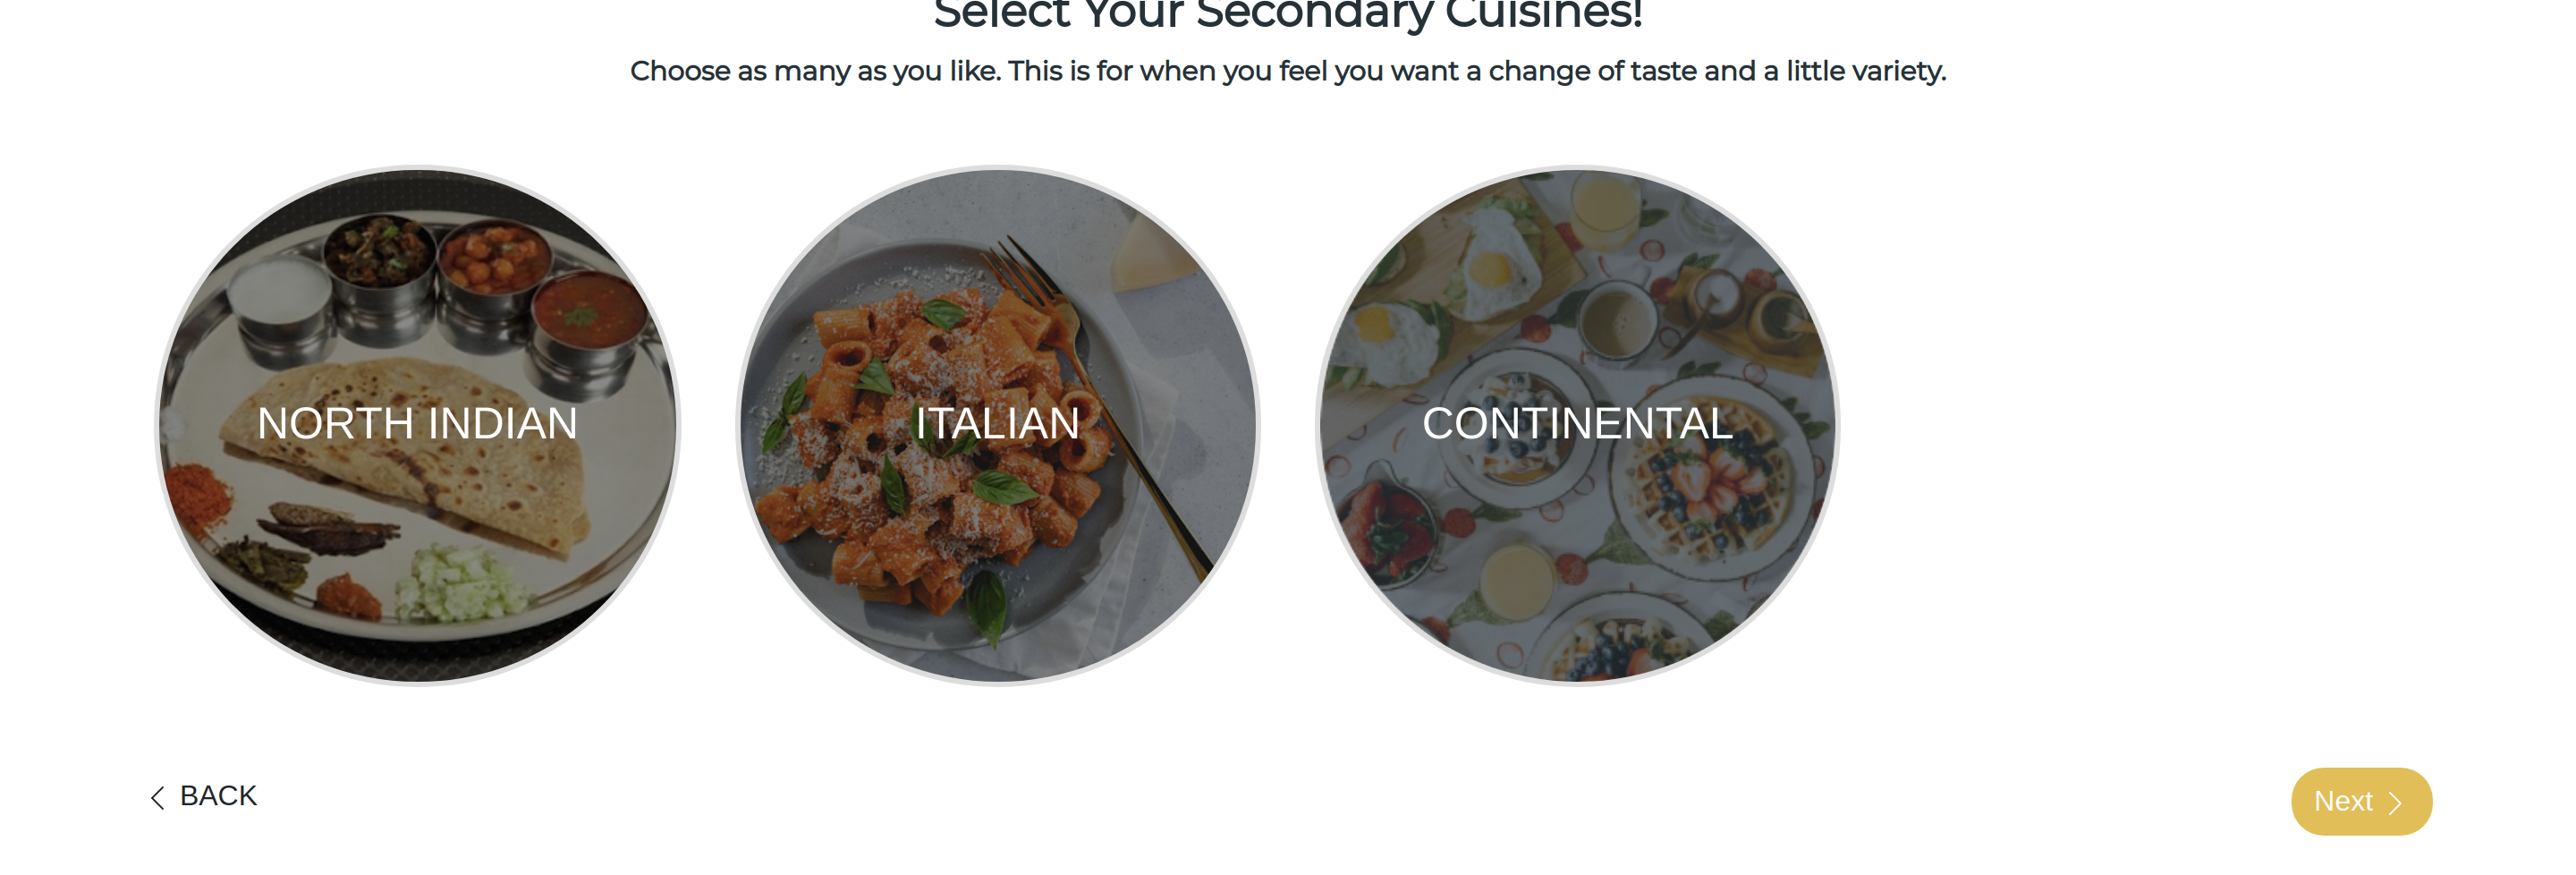 Select Your Secondary Cuisines!
Choose as many as you like. This is for when you feel you want a change of taste and a little variety.
NORTH INDIAN
ITALIAN
CONTINENTAL
BACK
Next